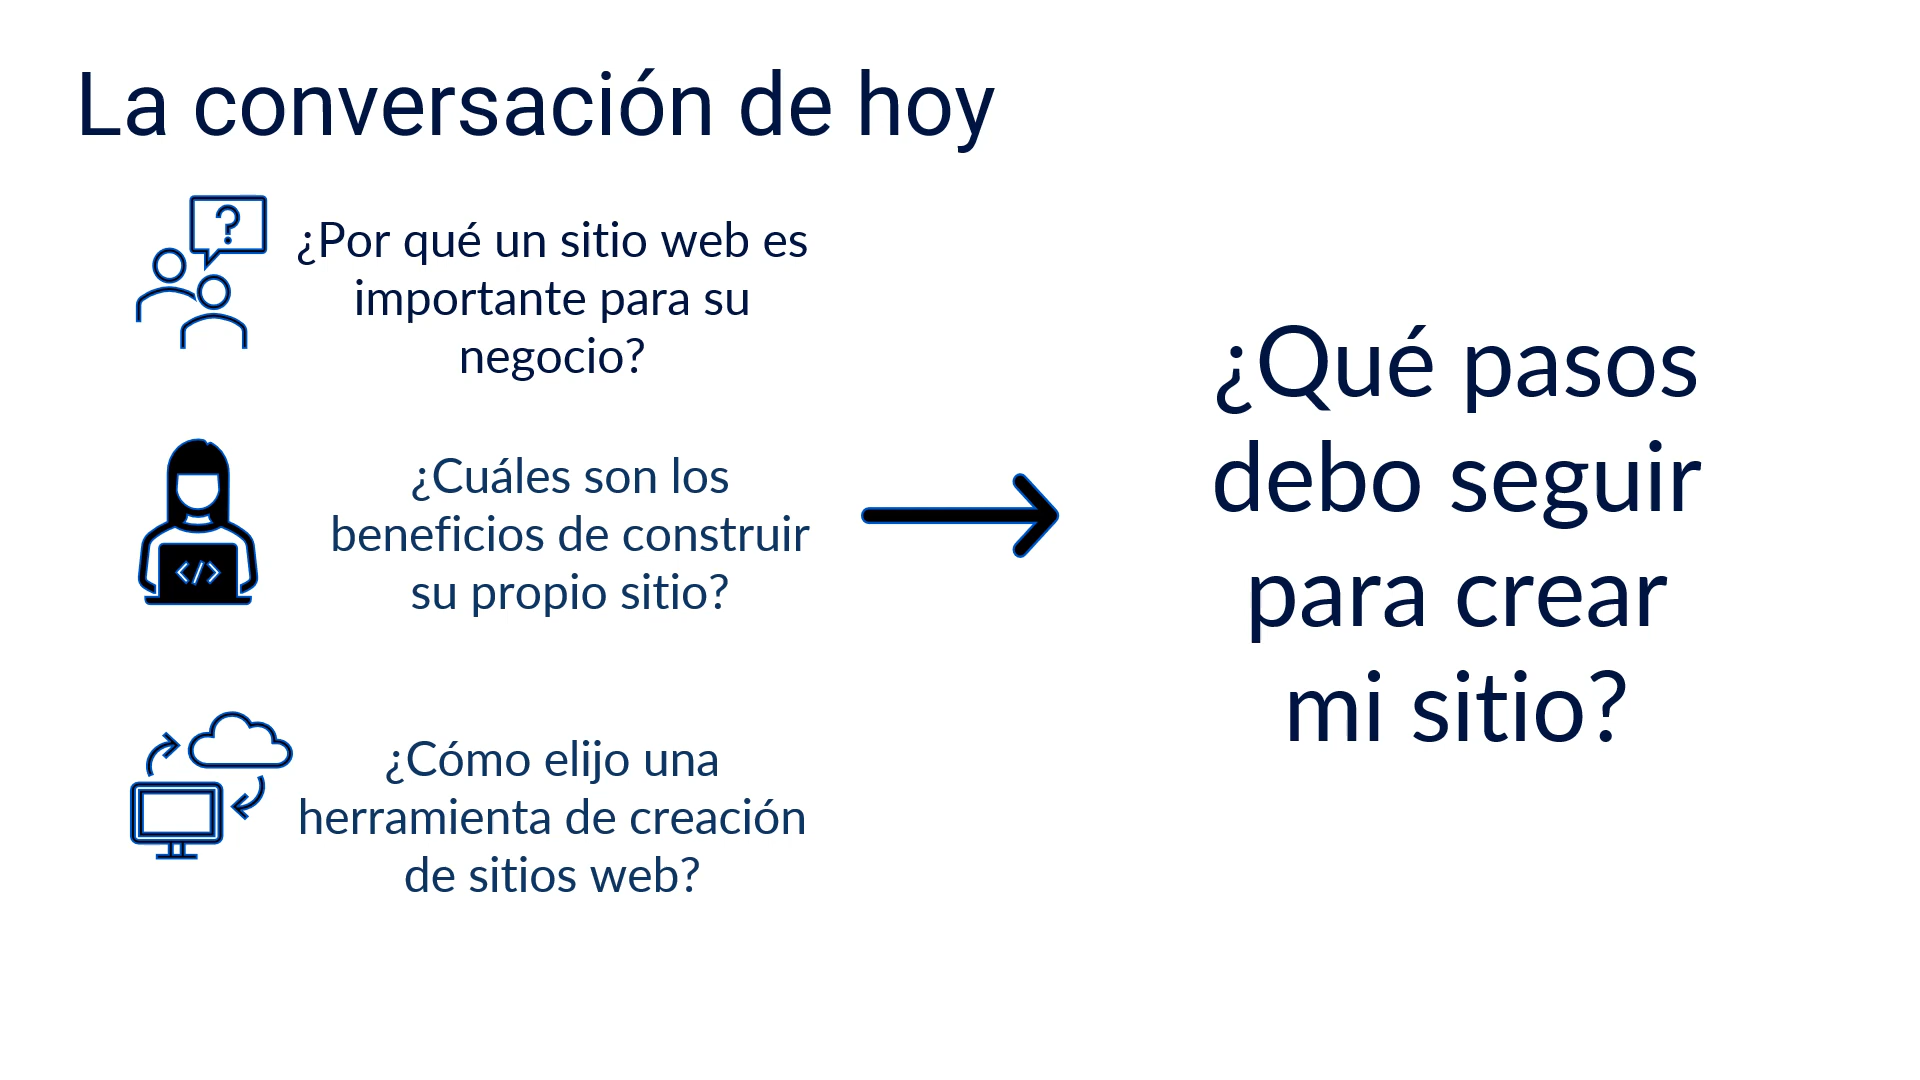 La conversación de hoy
?
¿Por qué un sitio web es
importante para su
negocio?
¿Cuáles son los
beneficios de construir
su propio sitio?
</>
¿Cómo elijo una
herramienta de creación
de sitios web?
¿Qué pasos
debo seguir
para crear
mi sitio?